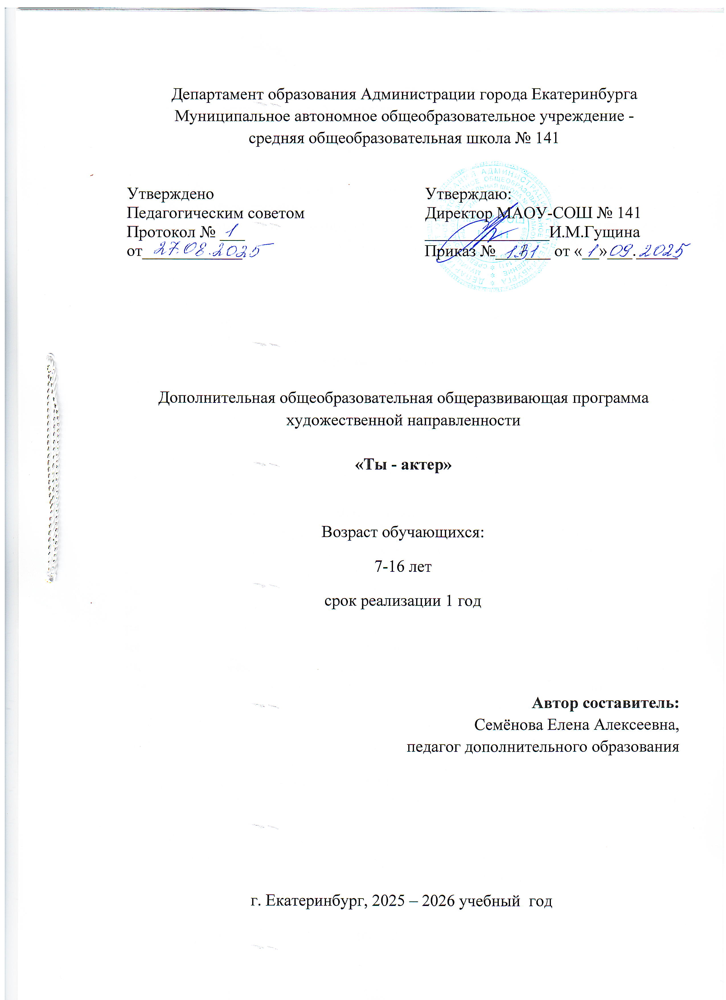 Департамент образования Администрации города Екатеринбурга
Муниципальное автономное общеобразовательное учреждение -
средняя общеобразовательная школа № 141
Утверждено
Педагогическим советом
Протокол № 1
от 27.08.2025
Утверждаю:
Директор МАОУ-СОШ № 141
И.М.Гущина
Приказ № от «1» 09.2025
Дополнительная общеобразовательная общеразвивающая программа
художественной направленности
«Ты - актер»
Возраст обучающихся:
7-16 лет
срок реализации 1 год
Автор составитель:
Семёнова Елена Алексеевна,
педагог дополнительного образования
г. Екатеринбург, 2025 – 2026 учебный год